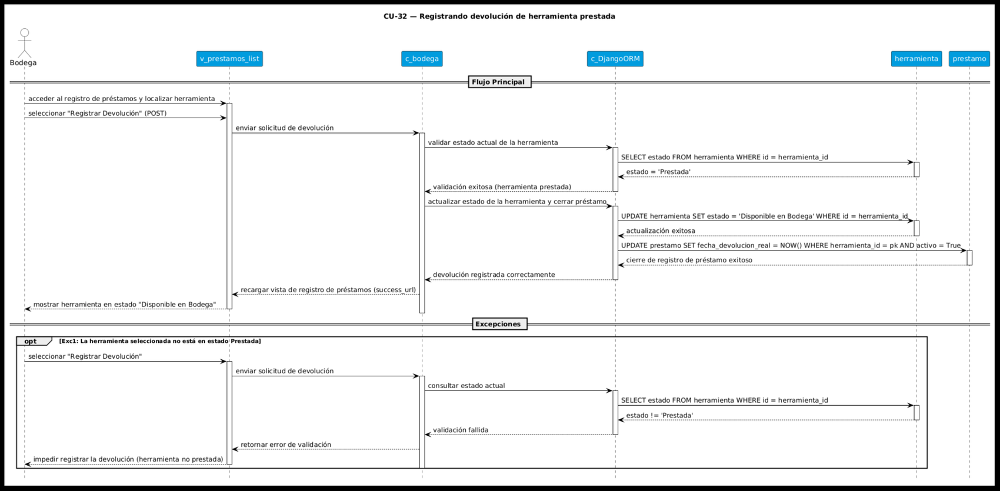 CU-32 — Registrando devolución de herramienta prestada
Bodega
v_prestamos_list
c_bodega
c_DjangoORM
herramienta
prestamo
Flujo Principal
acceder al registro de préstamos y localizar herramienta
seleccionar "Registrar Devolución" (POST)
enviar solicitud de devolución
validar estado actual de la herramienta
SELECT estado FROM herramienta WHERE id = herramienta_id
estado = 'Prestada'
validación exitosa (herramienta prestada)
actualizar estado de la herramienta y cerrar préstamo
UPDATE herramienta SET estado = 'Disponible en Bodega' WHERE id = herramienta_id
actualización exitosa
UPDATE prestamo SET fecha_devolucion_real = NOW() WHERE herramienta_id = pk AND activo = True
cierre de registro de préstamo exitoso
devolución registrada correctamente
recargar vista de registro de préstamos (success_url)
mostrar herramienta en estado "Disponible en Bodega"
Excepciones
opt
[Exc1: La herramienta seleccionada no está en estado Prestada]
seleccionar "Registrar Devolución"
enviar solicitud de devolución
consultar estado actual
SELECT estado FROM herramienta WHERE id = herramienta_id
estado != 'Prestada'
validación fallida
retornar error de validación
impedir registrar la devolución (herramienta no prestada)